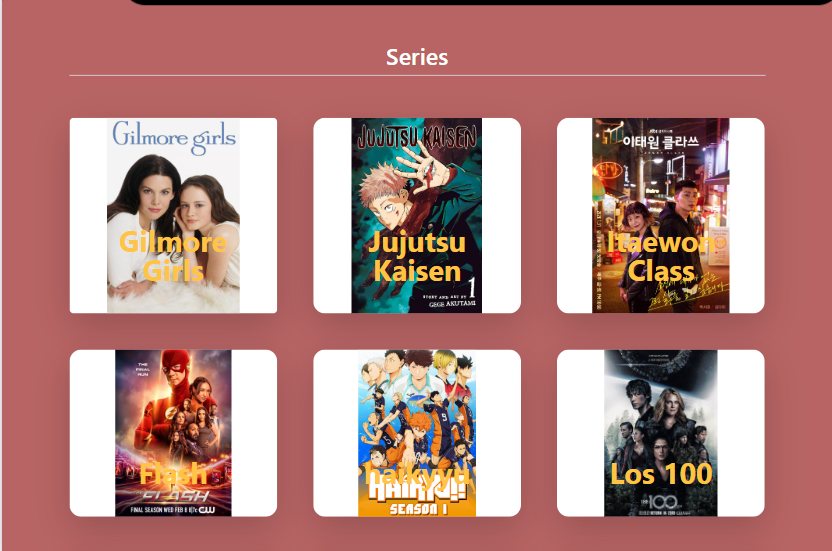 Series
Gilmore girls
Gilmore
Girls
JUJUTSU KAISEN
Jujutsu
Kaisen
STORY AND ART BY
GEGE AKUTAMI
1
이태원 클라쓰
Itaewon
Class
THE
FINAL
RUN
Flash
FLASH
FINAL SEASON WED FEB 8 8/7c CW
haikyyu
HAIKYU!!
SEASON 1
Los 100
THE 100